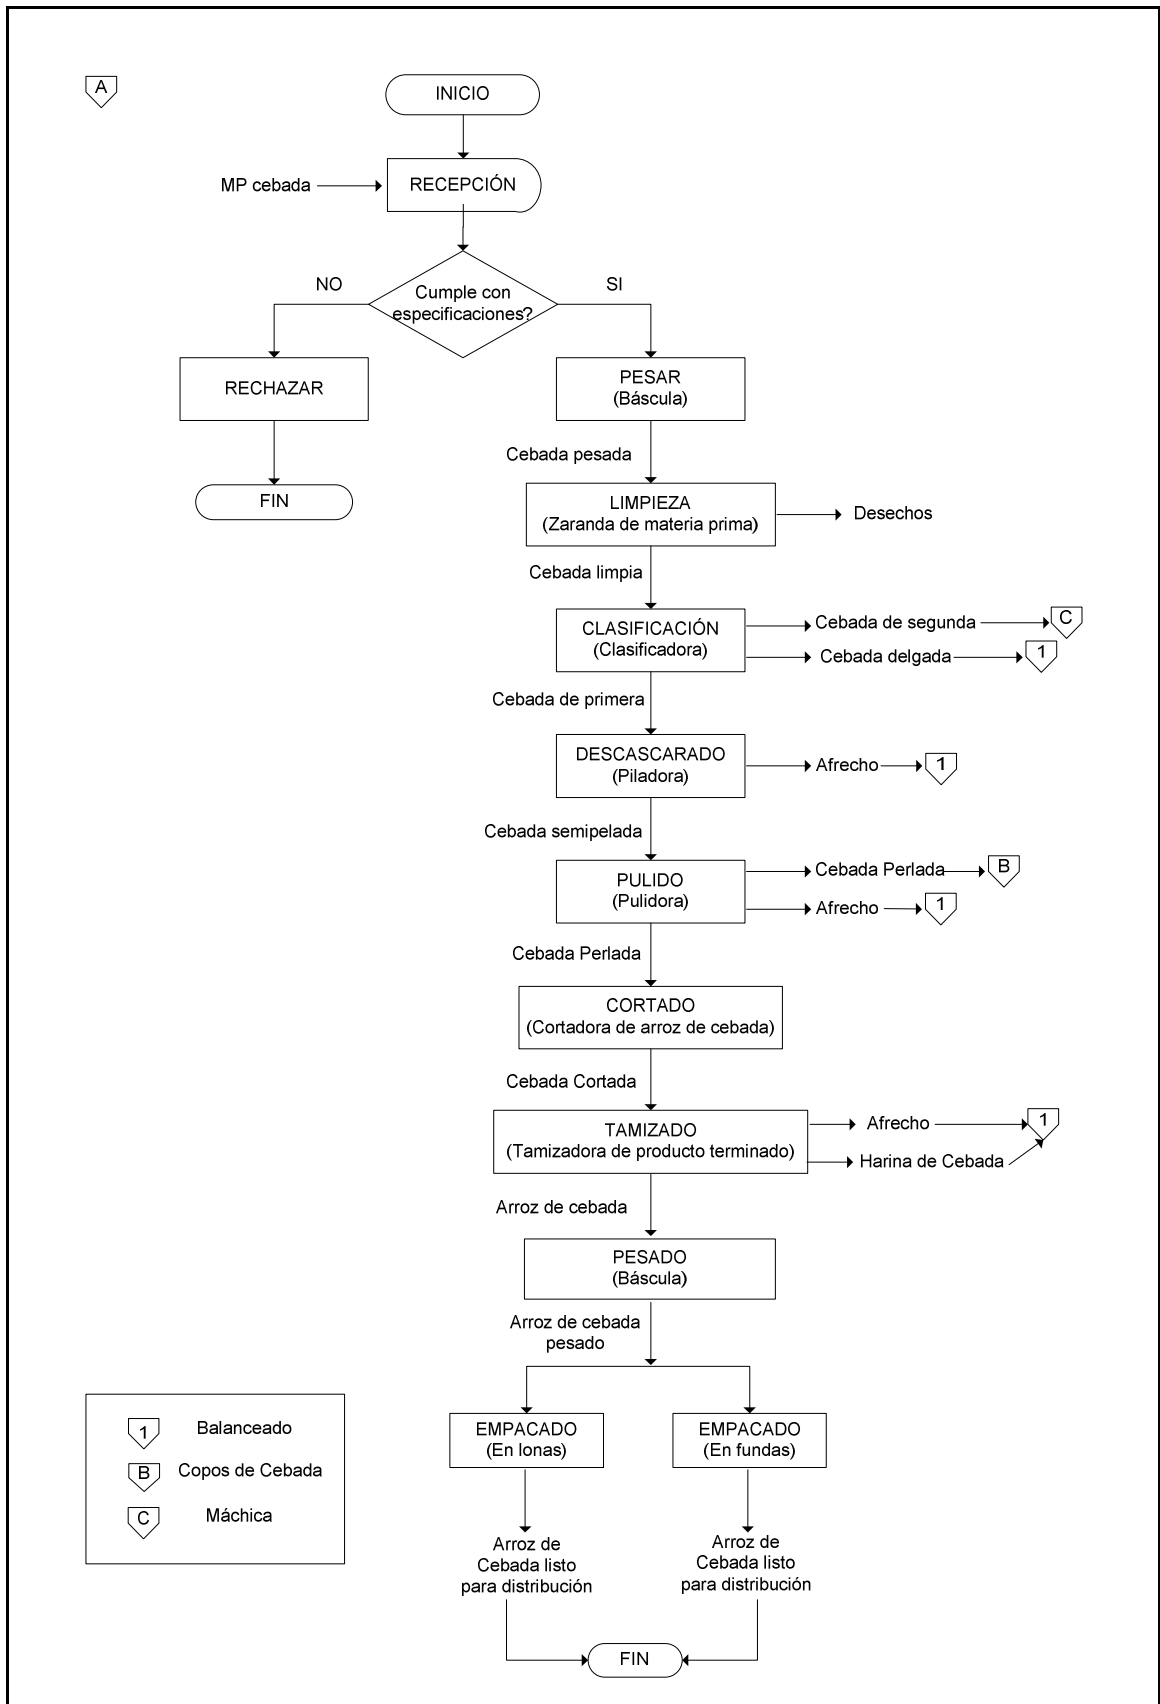 A
INICIO
MP cebada
RECEPCIÓN
NO
SI
Cumple con
especificaciones?
RECHAZAR
PESAR
(Báscula)
Cebada pesada
FIN
LIMPIEZA
(Zaranda de materia prima)
Desechos
Cebada limpia
CLASIFICACIÓN
(Clasificadora)
Cebada de segunda
C
Cebada delgada
1
Cebada de primera
DESCASCARADO
(Piladora)
Afrecho
1
Cebada semipelada
PULIDO
(Pulidora)
Cebada Perlada
B
Afrecho
1
Cebada Perlada
CORTADO
(Cortadora de arroz de cebada)
Cebada Cortada
TAMIZADO
(Tamizadora de producto terminado)
Afrecho
1
Harina de Cebada
Arroz de cebada
PESADO
(Báscula)
Arroz de cebada
pesado
EMPACADO
(En lonas)
EMPACADO
(En fundas)
1 Balanceado
B Copos de Cebada
C Máchica
Arroz de
Cebada listo
para distribución
Arroz de
Cebada listo
para distribución
FIN